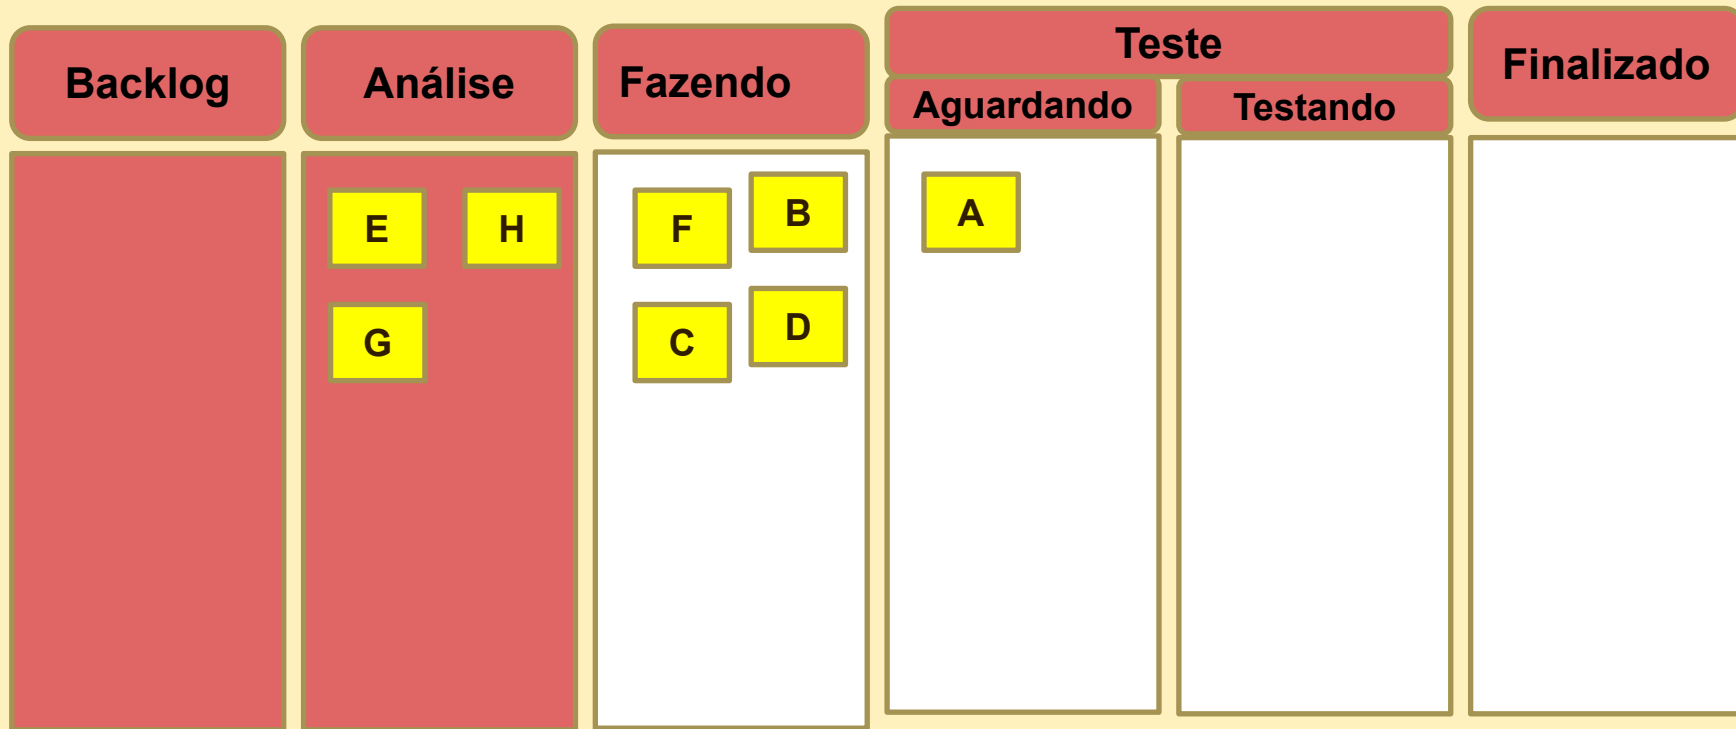 Backlog
Análise
Fazendo
Teste
Aguardando
Testando
Finalizado
E
H
G
F
B
C
D
A